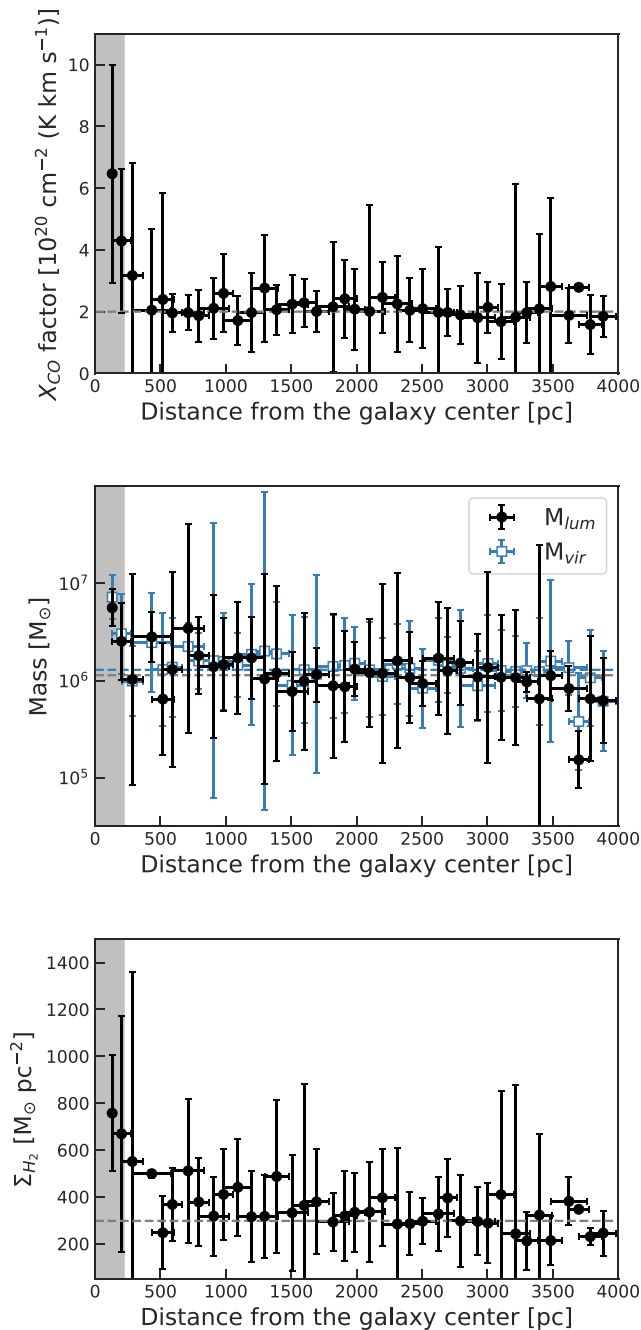 10
8
6
4
2
0
X_CO factor [10^20 cm^−2 (K km s^−1)]
0 500 1000 1500 2000 2500 3000 3500 4000
Distance from the galaxy center [pc]
M_lum
M_vir
10^7
10^6
10^5
Mass [M_⊙]
0 500 1000 1500 2000 2500 3000 3500 4000
Distance from the galaxy center [pc]
1400
1200
1000
800
600
400
200
Σ_H_2 [M_⊙ pc^−2]
0 500 1000 1500 2000 2500 3000 3500 4000
Distance from the galaxy center [pc]